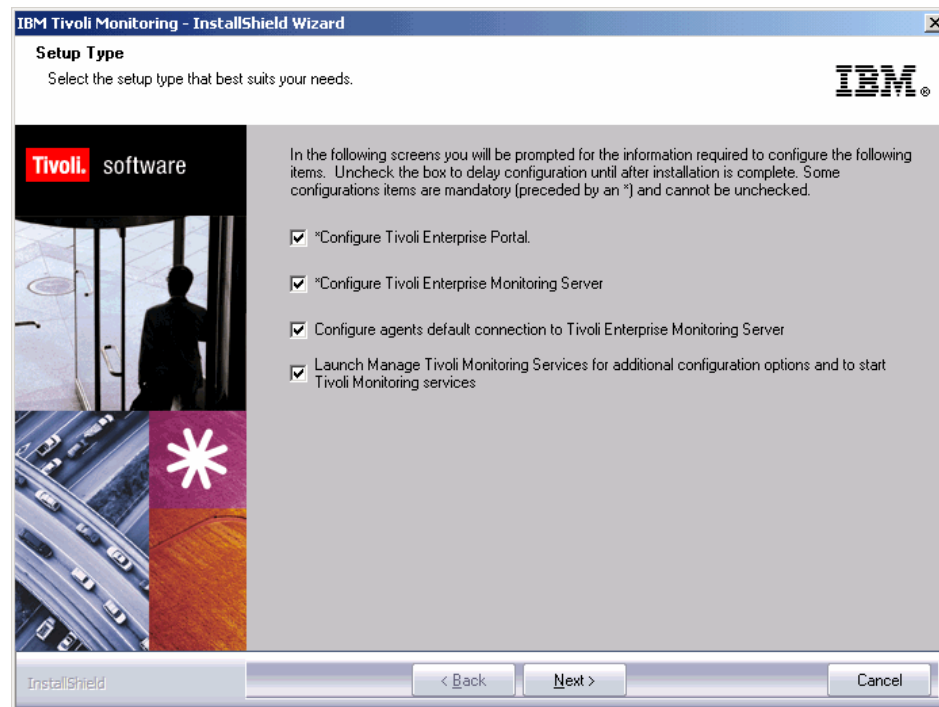 IBM Tivoli Monitoring - InstallShield Wizard
Setup Type
Select the setup type that best suits your needs.
IBM®
Tivoli. software
In the following screens you will be prompted for the information required to configure the following
items. Uncheck the box to delay configuration until after installation is complete. Some
configurations items are mandatory (preceded by an *) and cannot be unchecked.
*Configure Tivoli Enterprise Portal.
*Configure Tivoli Enterprise Monitoring Server
Configure agents default connection to Tivoli Enterprise Monitoring Server
Launch Manage Tivoli Monitoring Services for additional configuration options and to start
Tivoli Monitoring services
InstallShield
< Back
Next >
Cancel